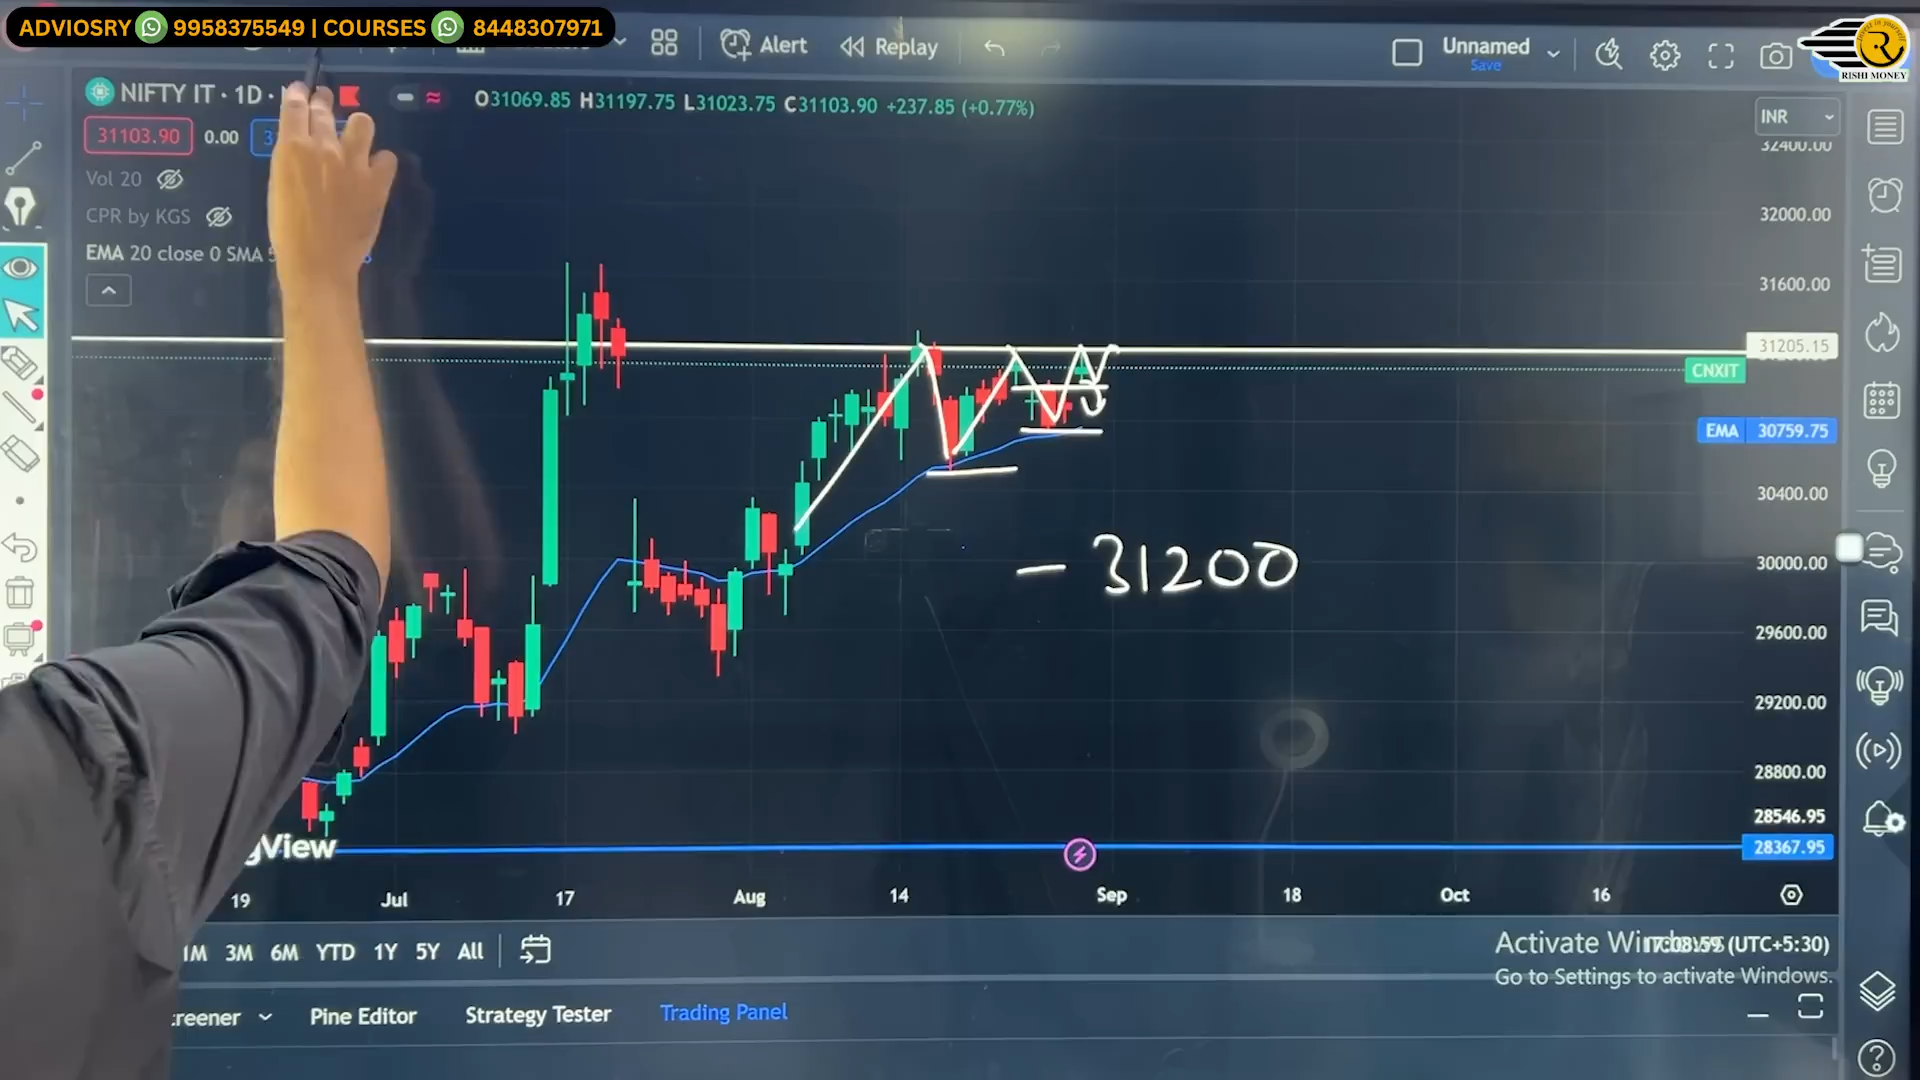 ADVIOSRY 9958375549 | COURSES 8448307971
Alert
Replay
Unnamed
Save
RISHI MONEY
NIFTY IT · 1D ·
O31069.85 H31197.75 L31023.75 C31103.90 +237.85 (+0.77%)
INR
31103.90 0.00
Vol 20
CPR by KGS
EMA 20 close 0 SMA
32400.00
32000.00
31600.00
31205.15
CNXIT
EMA 30759.75
30400.00
30000.00
- 31200
29600.00
29200.00
28800.00
28546.95
28367.95
gView
19 Jul 17 Aug 14 Sep 18 Oct 16
1M 3M 6M YTD 1Y 5Y All
17:08:59 (UTC+5:30)
Activate Windows
Go to Settings to activate Windows.
creener Pine Editor Strategy Tester Trading Panel